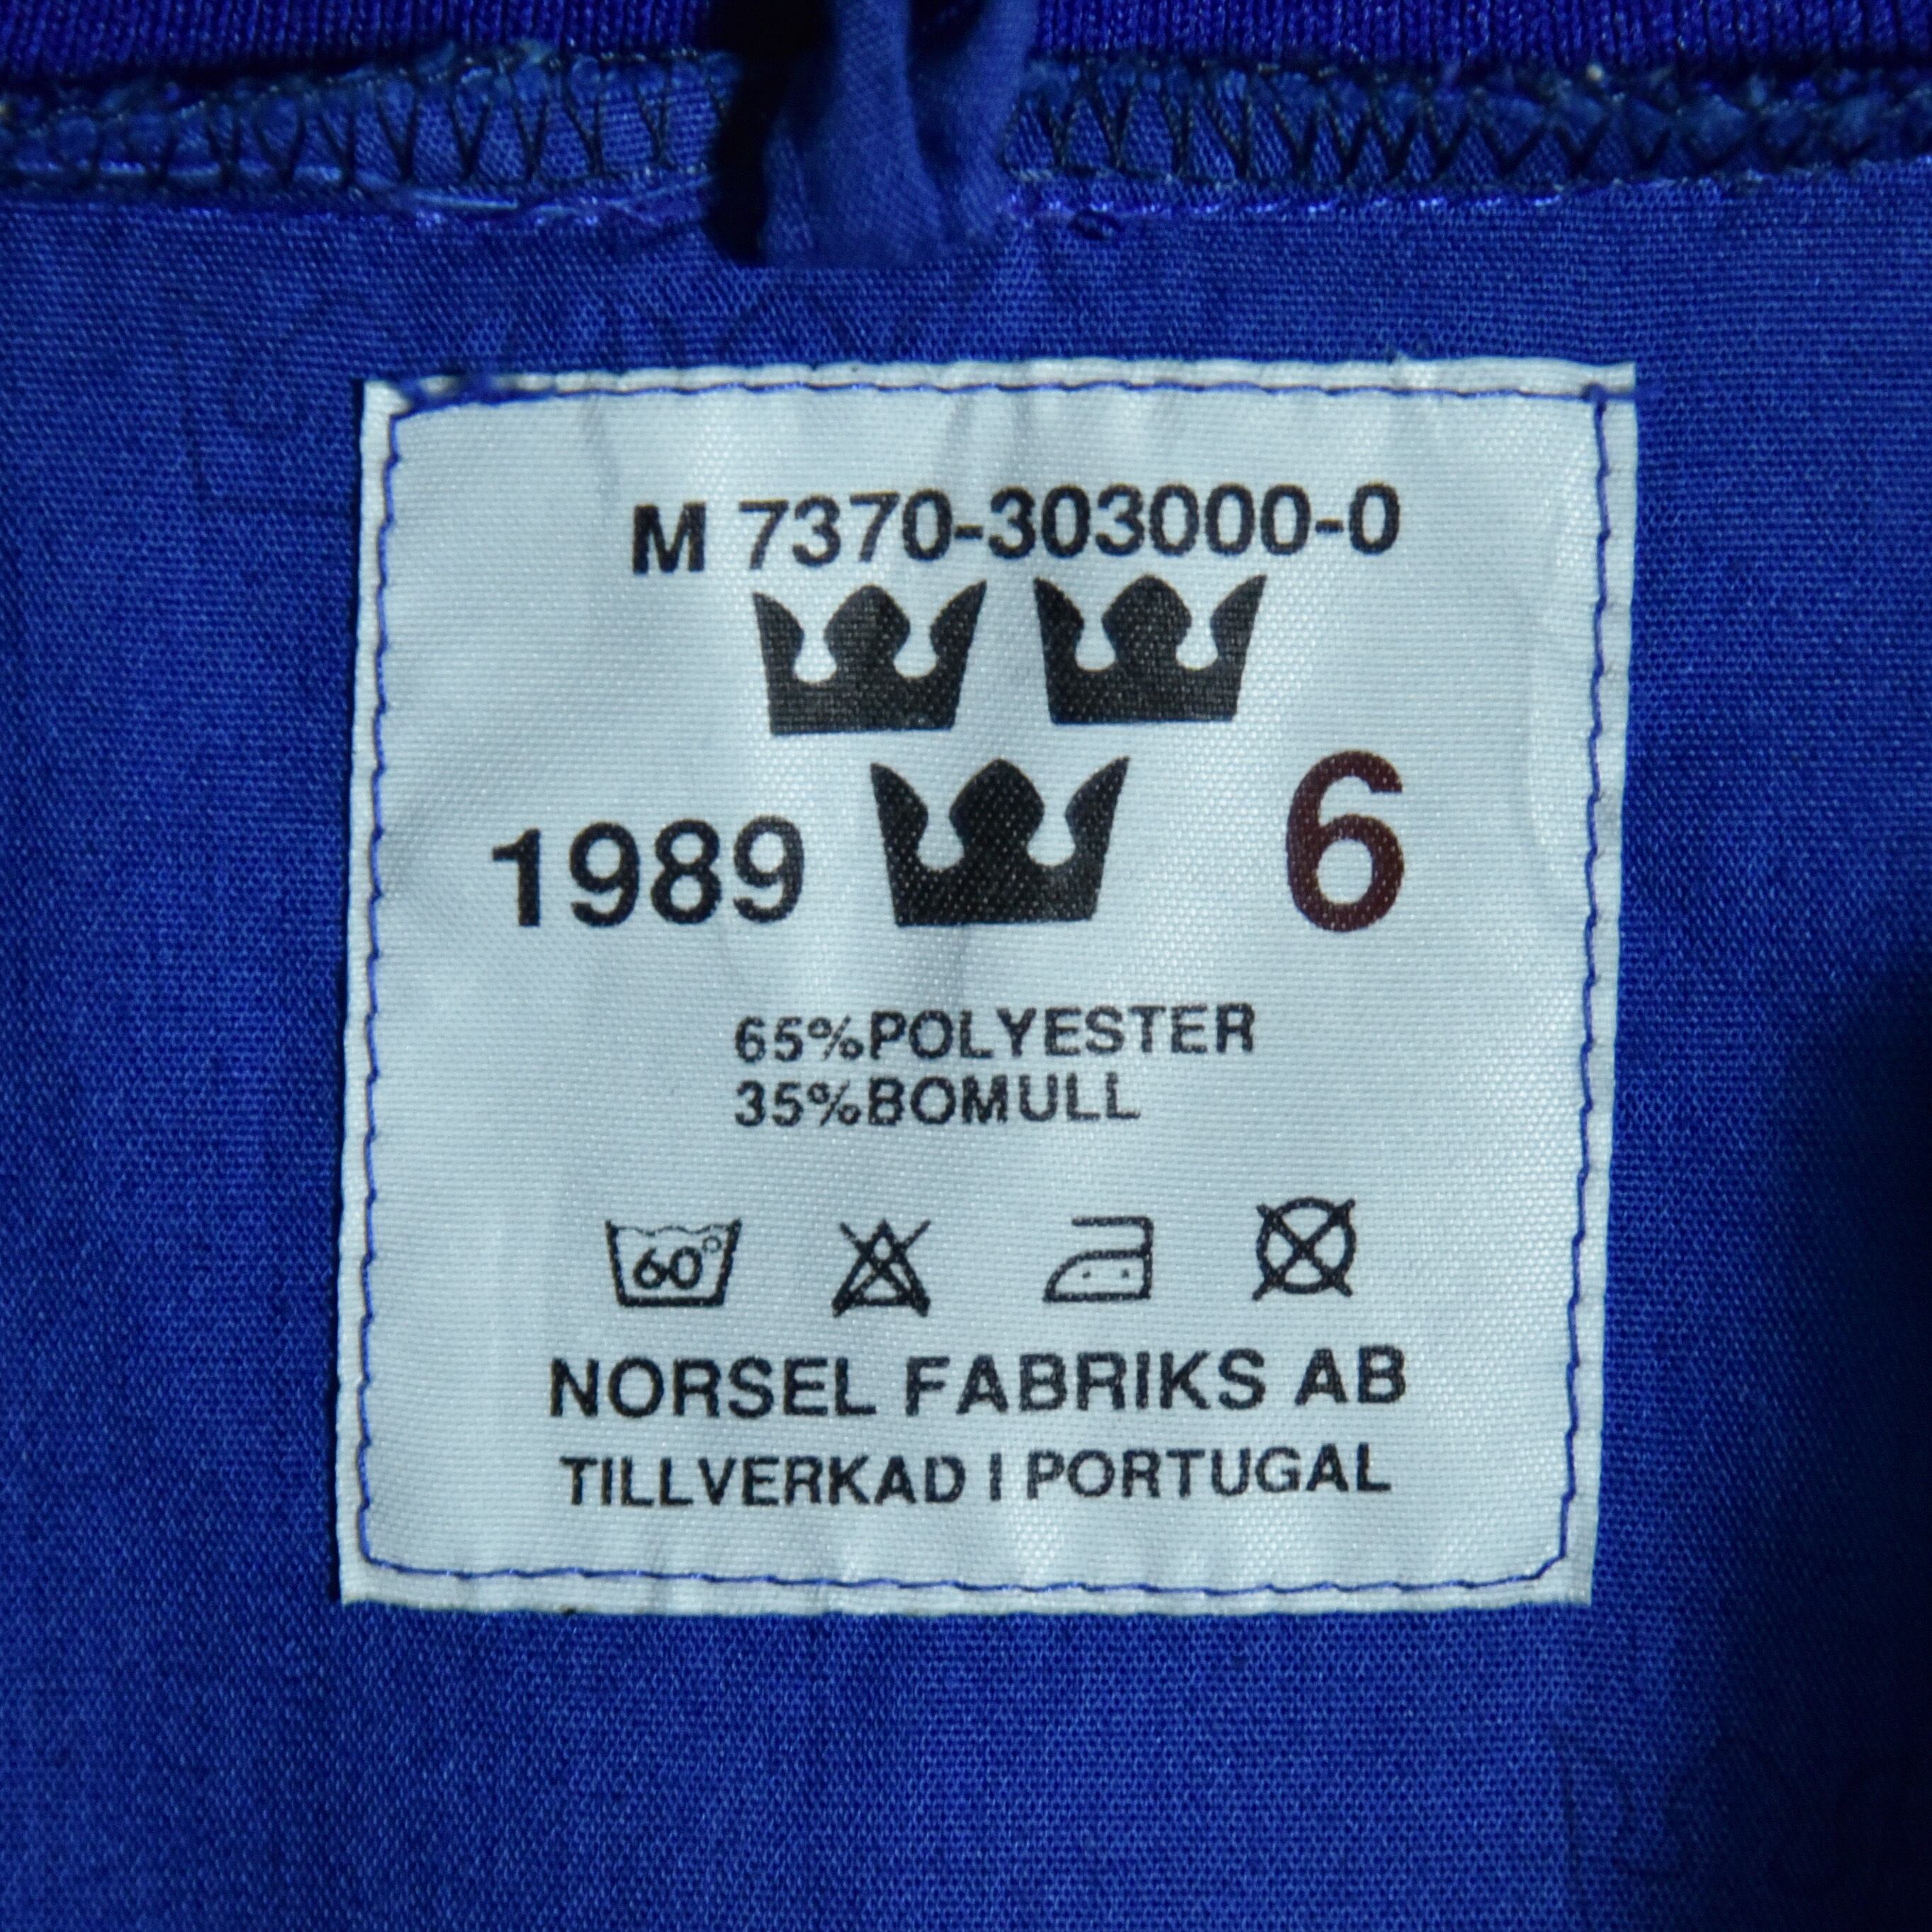 M 7370-303000-0
1989 6
65%POLYESTER
35%BOMULL
60°
NORSEL FABRIKS AB
TILLVERKAD I PORTUGAL